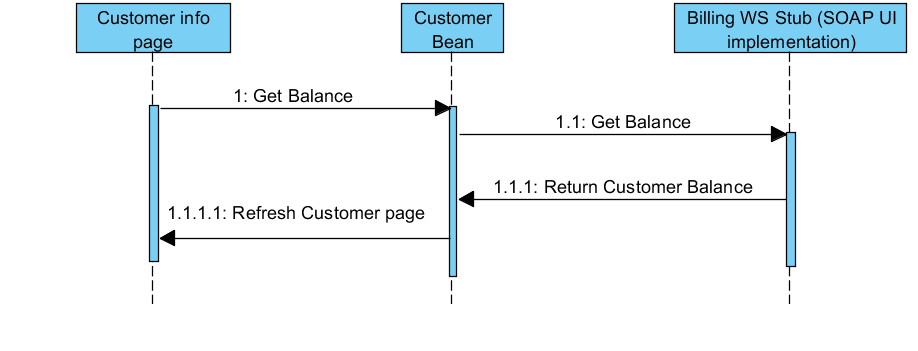 Customer info
page
Customer
Bean
Billing WS Stub (SOAP UI
implementation)
1: Get Balance
1.1: Get Balance
1.1.1: Return Customer Balance
1.1.1.1: Refresh Customer page